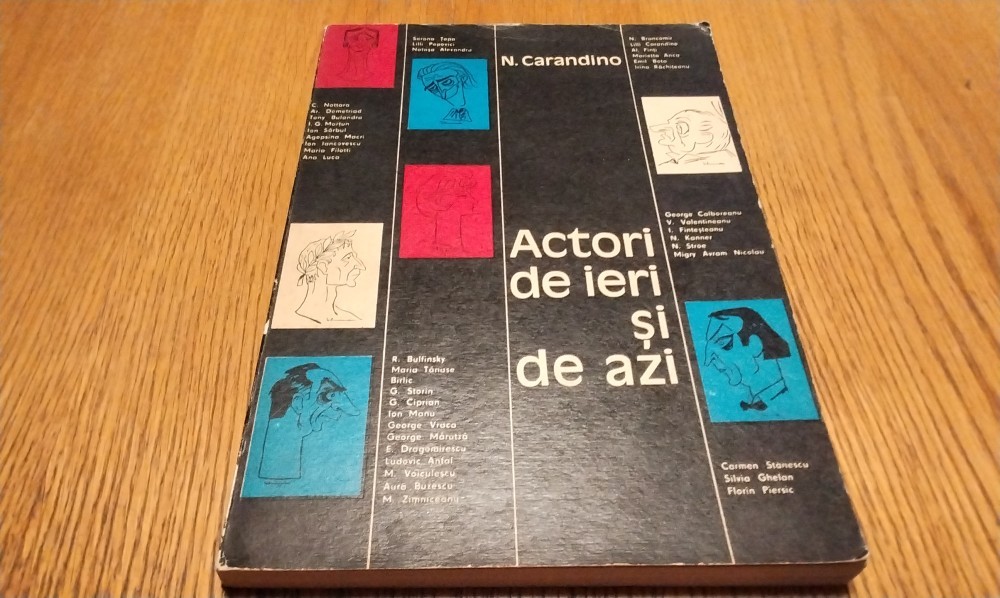 Sorana Țopa
Lilli Popovici
Natașa Alexandra
N. Carandino
N. Brancomir
Lilli Carandino
Al. Finți
Marietta Anca
Emil Botta
Irina Răchițeanu
C. Nottara
Ar. Demetriad
Tony Bulandra
I. G. Morțun
Ion Sârbul
Agepsina Macri
Ion Iancovescu
Maria Filotti
Ana Luca
George Calboreanu
V. Valentineanu
I. Finteșteanu
N. Kanner
N. Stroe
Migry Avram Nicolau
Actori
de ieri
și
de azi
R. Bulfinsky
Maria Tănase
Birlic
G. Storin
G. Ciprian
Ion Manu
George Vraca
George Mărutză
E. Dragomirescu
Ludovic Antal
M. Voiculescu
Aura Buzescu
M. Zimniceanu
Carmen Stănescu
Silvia Ghelan
Florin Piersic